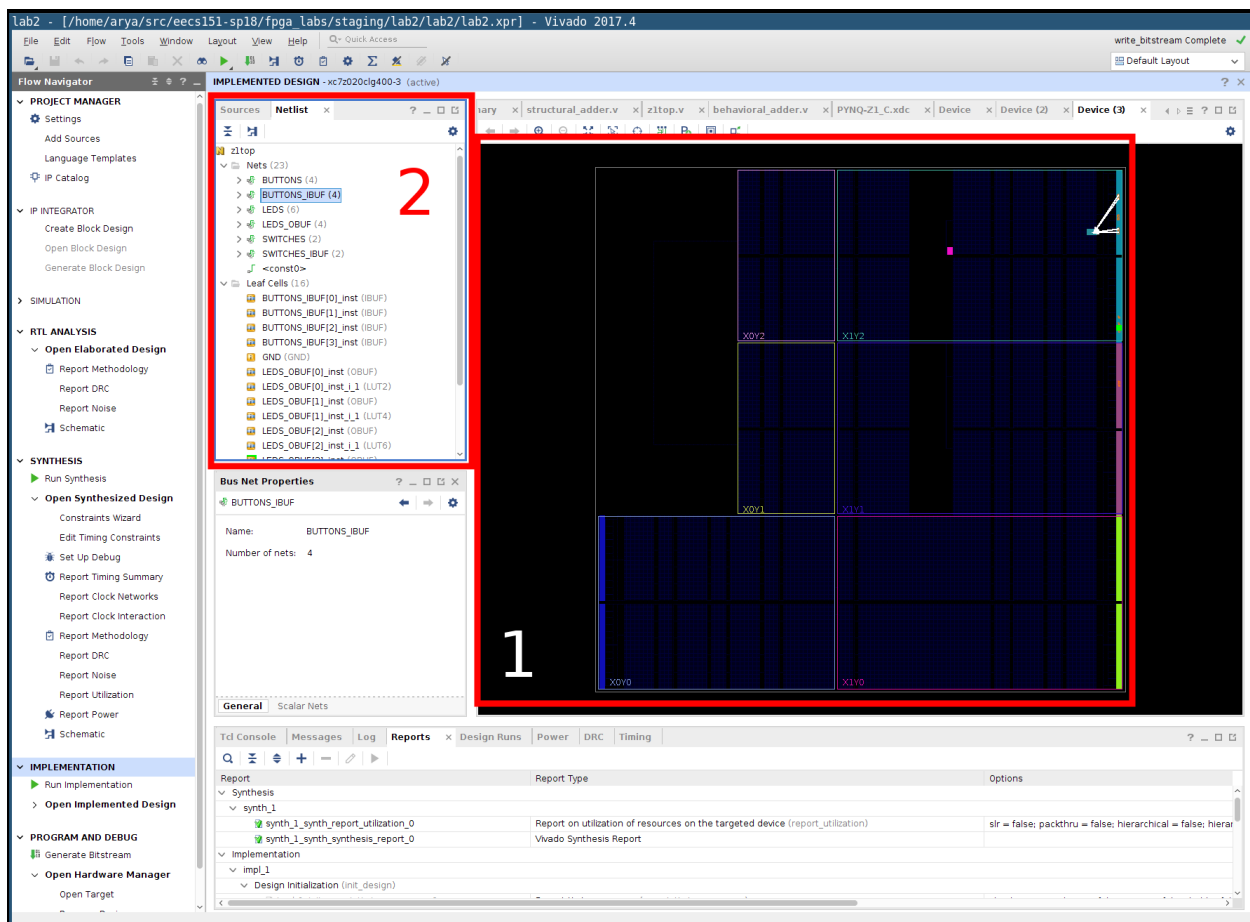 lab2 - [/home/arya/src/eecs151-sp18/fpga_labs/staging/lab2/lab2/lab2.xpr] - Vivado 2017.4
File Edit Flow Tools Window Layout View Help Quick Access
write_bitstream Complete
Default Layout
Flow Navigator
IMPLEMENTED DESIGN - xc7z020clg400-3 (active)
PROJECT MANAGER
Settings
Add Sources
Language Templates
IP Catalog
IP INTEGRATOR
Create Block Design
Open Block Design
Generate Block Design
SIMULATION
RTL ANALYSIS
Open Elaborated Design
Report Methodology
Report DRC
Report Noise
Schematic
SYNTHESIS
Run Synthesis
Open Synthesized Design
Constraints Wizard
Edit Timing Constraints
Set Up Debug
Report Timing Summary
Report Clock Networks
Report Clock Interaction
Report Methodology
Report DRC
Report Noise
Report Utilization
Report Power
Schematic
IMPLEMENTATION
Run Implementation
Open Implemented Design
PROGRAM AND DEBUG
Generate Bitstream
Open Hardware Manager
Open Target
Sources Netlist
2
z1top
Nets (23)
BUTTONS (4)
BUTTONS_IBUF (4)
LEDS (6)
LEDS_OBUF (4)
SWITCHES (2)
SWITCHES_IBUF (2)
<const0>
Leaf Cells (16)
BUTTONS_IBUF[0]_inst (IBUF)
BUTTONS_IBUF[1]_inst (IBUF)
BUTTONS_IBUF[2]_inst (IBUF)
BUTTONS_IBUF[3]_inst (IBUF)
GND (GND)
LEDS_OBUF[0]_inst (OBUF)
LEDS_OBUF[0]_inst_i_1 (LUT2)
LEDS_OBUF[1]_inst (OBUF)
LEDS_OBUF[1]_inst_i_1 (LUT4)
LEDS_OBUF[2]_inst (OBUF)
LEDS_OBUF[2]_inst_i_1 (LUT6)
Bus Net Properties
BUTTONS_IBUF
Name: BUTTONS_IBUF
Number of nets: 4
General Scalar Nets
structural_adder.v z1top.v behavioral_adder.v PYNQ-Z1_C.xdc Device Device (2) Device (3)
X0Y2 X1Y2
X0Y1 X1Y1
X0Y0 X1Y0
1
Tcl Console Messages Log Reports Design Runs Power DRC Timing
Report Report Type Options
Synthesis
synth_1
synth_1_synth_report_utilization_0 Report on utilization of resources on the targeted device (report_utilization) slr = false; packthru = false; hierarchical = false; hierar
synth_1_synth_synthesis_report_0 Vivado Synthesis Report
Implementation
impl_1
Design Initialization (init_design)